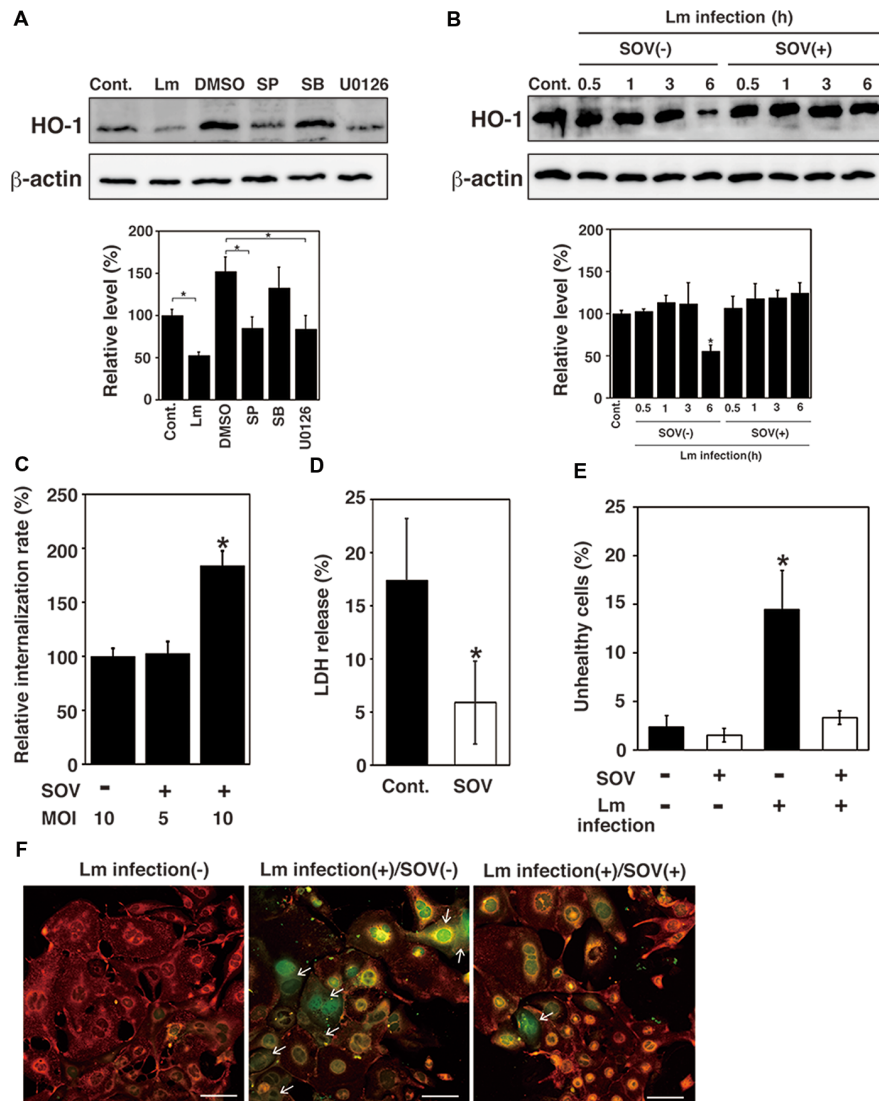 A
Cont. Lm DMSO SP SB U0126
HO-1
β-actin
Relative level (%)
200
150
100
50
0
* * *
Cont. Lm DMSO SP SB U0126
B
Lm infection (h)
SOV(-) SOV(+)
Cont. 0.5 1 3 6 0.5 1 3 6
HO-1
β-actin
Relative level (%)
200
150
100
50
0
*
Cont. 0.5 1 3 6 0.5 1 3 6
SOV(-) SOV(+)
Lm infection(h)
C
Relative internalization rate (%)
250
200
150
100
50
0
*
SOV - + +
MOI 10 5 10
D
LDH release (%)
25
20
15
10
5
0
*
Cont. SOV
E
Unhealthy cells (%)
25
20
15
10
5
0
*
SOV - + - +
Lm infection - - + +
F
Lm infection(-) Lm infection(+)/SOV(-) Lm infection(+)/SOV(+)